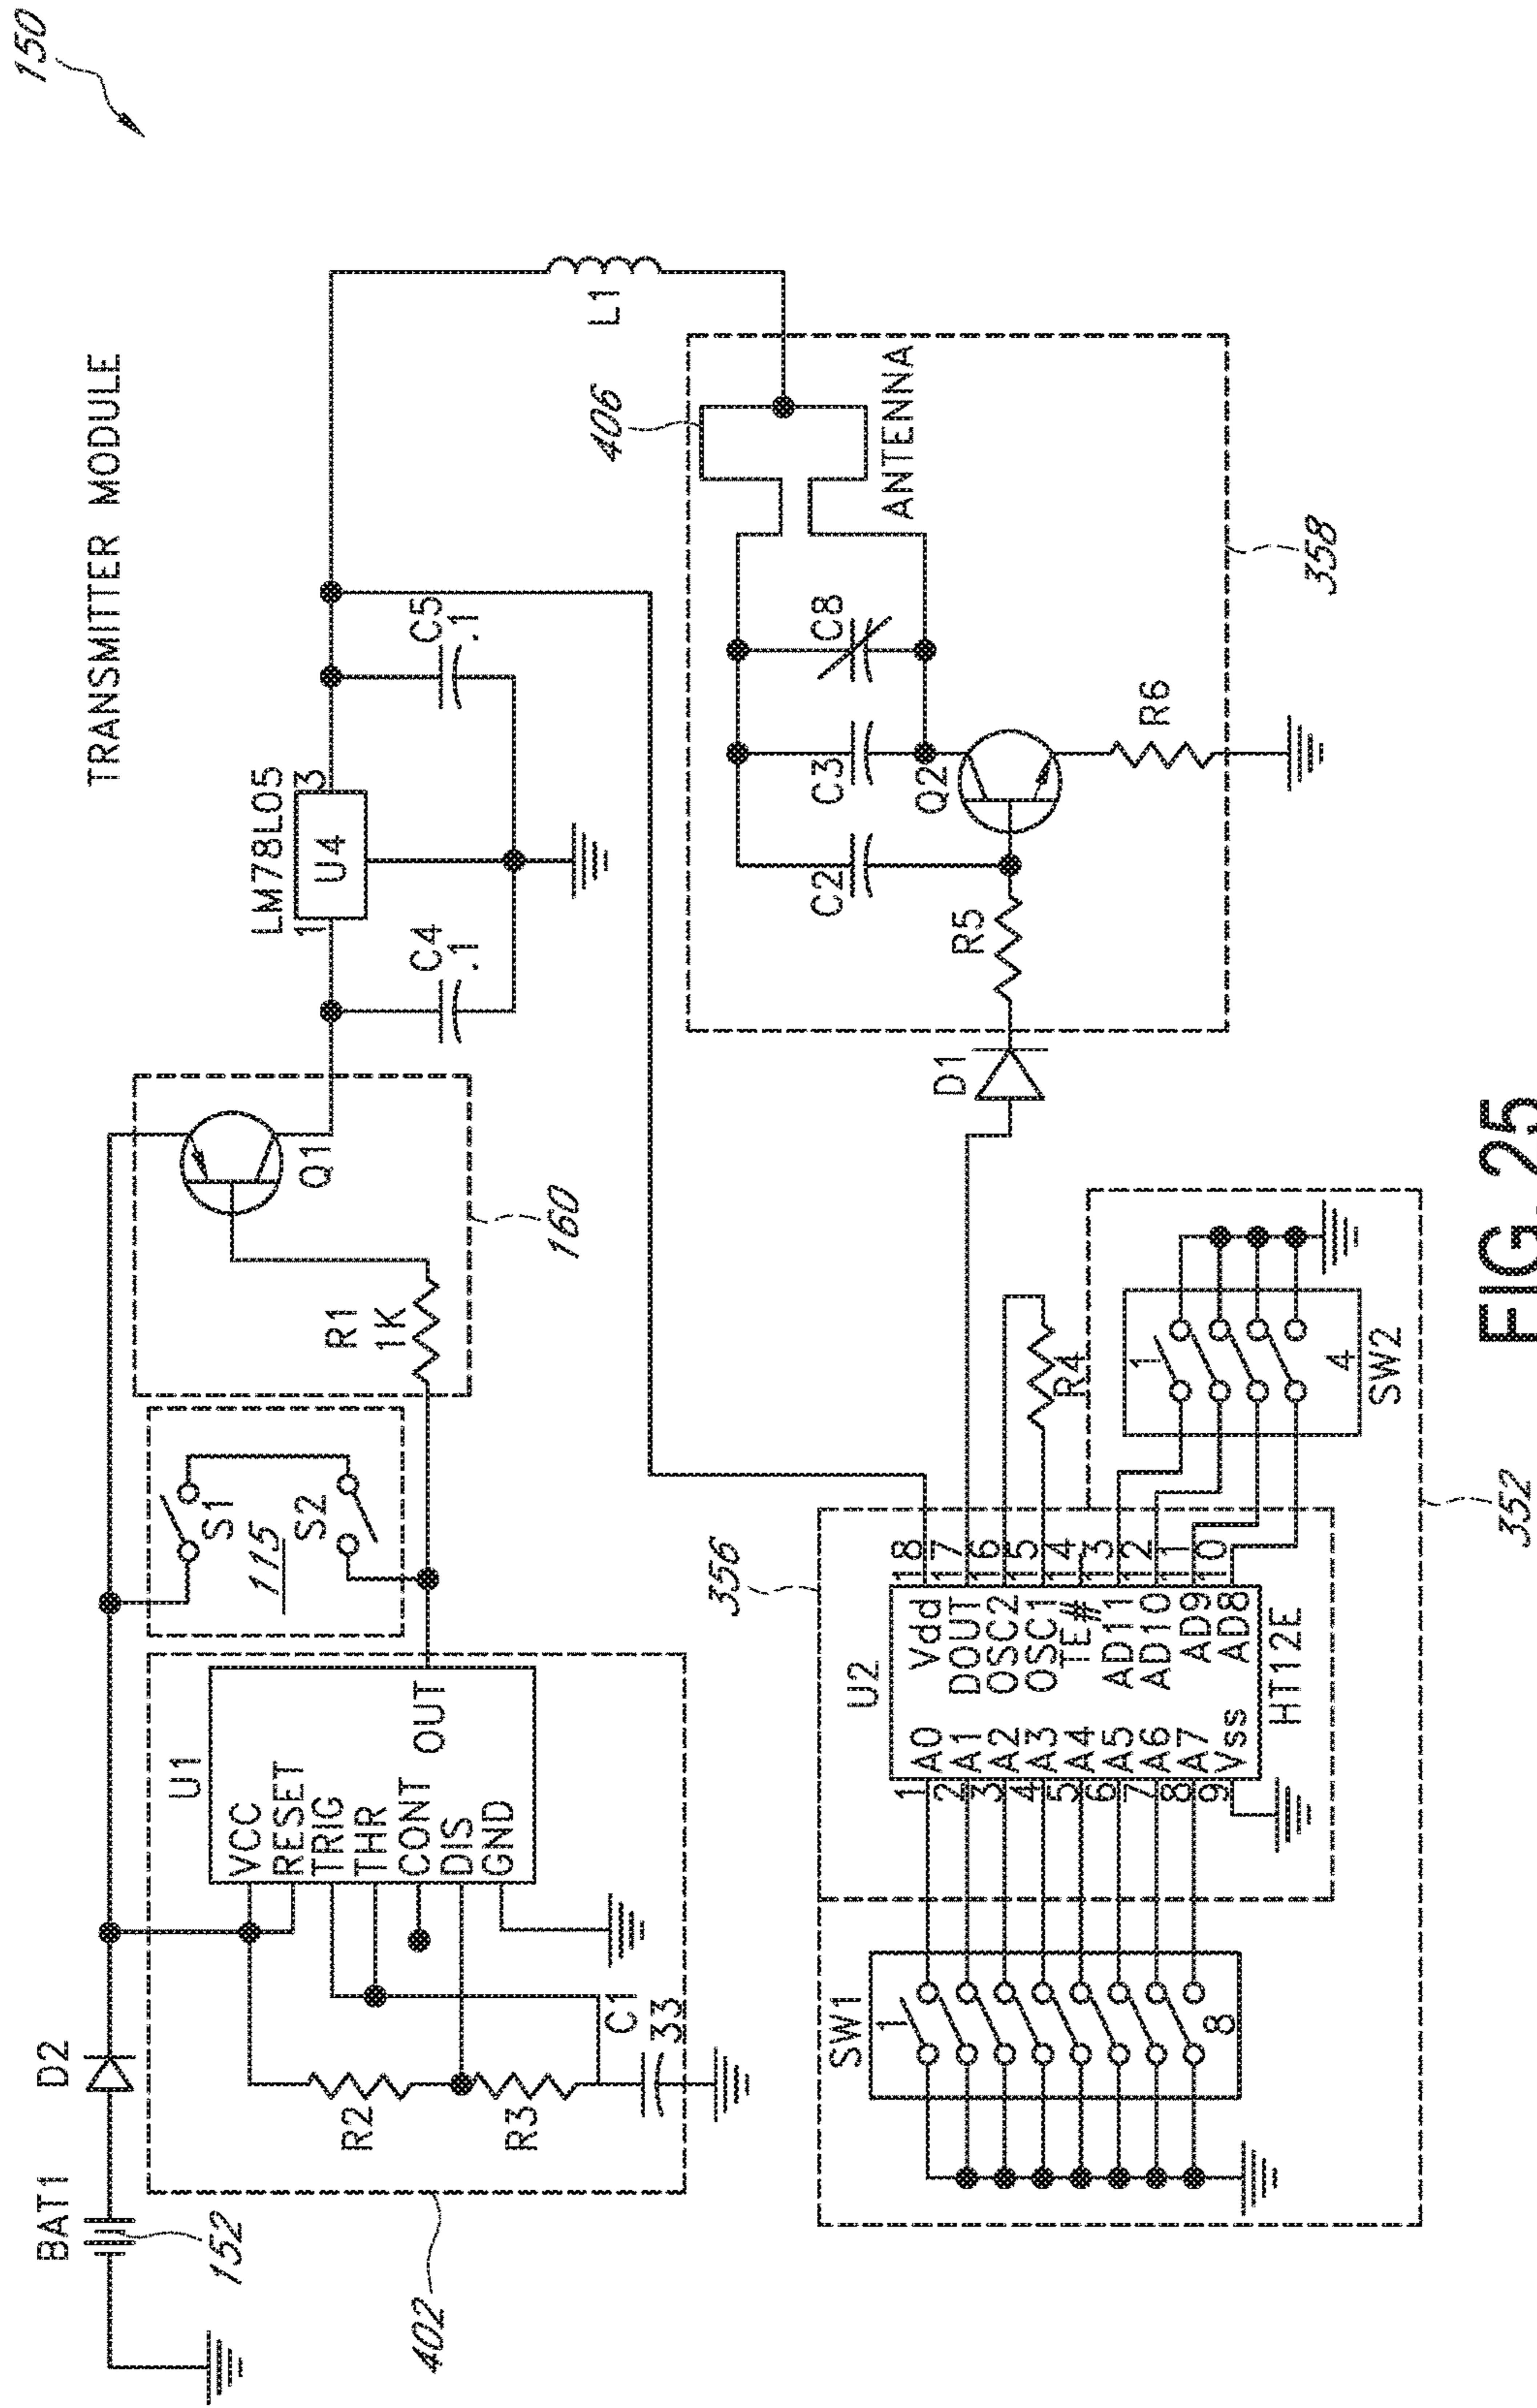 150
TRANSMITTER MODULE
BAT1
152
D2
402
U1
VCC
RESET
TRIG
THR
CONT
DIS
GND
OUT
R2
R3
C1
33
S1
115
S2
R1
1K
Q1
160
LM78L05
1
U4
3
C4
.1
C5
.1
L1
406
ANTENNA
C2
C3
C8
Q2
R5
R6
D1
358
356
SW1
1
8
U2
1 A0
2 A1
3 A2
4 A3
5 A4
6 A5
7 A6
8 A7
9 Vss
Vdd 18
DOUT 17
OSC2 16
OSC1 15
TE# 14
AD11 13
AD10 12
AD9 11
AD8 10
HT12E
R4
1
4
SW2
352
FIG. 25